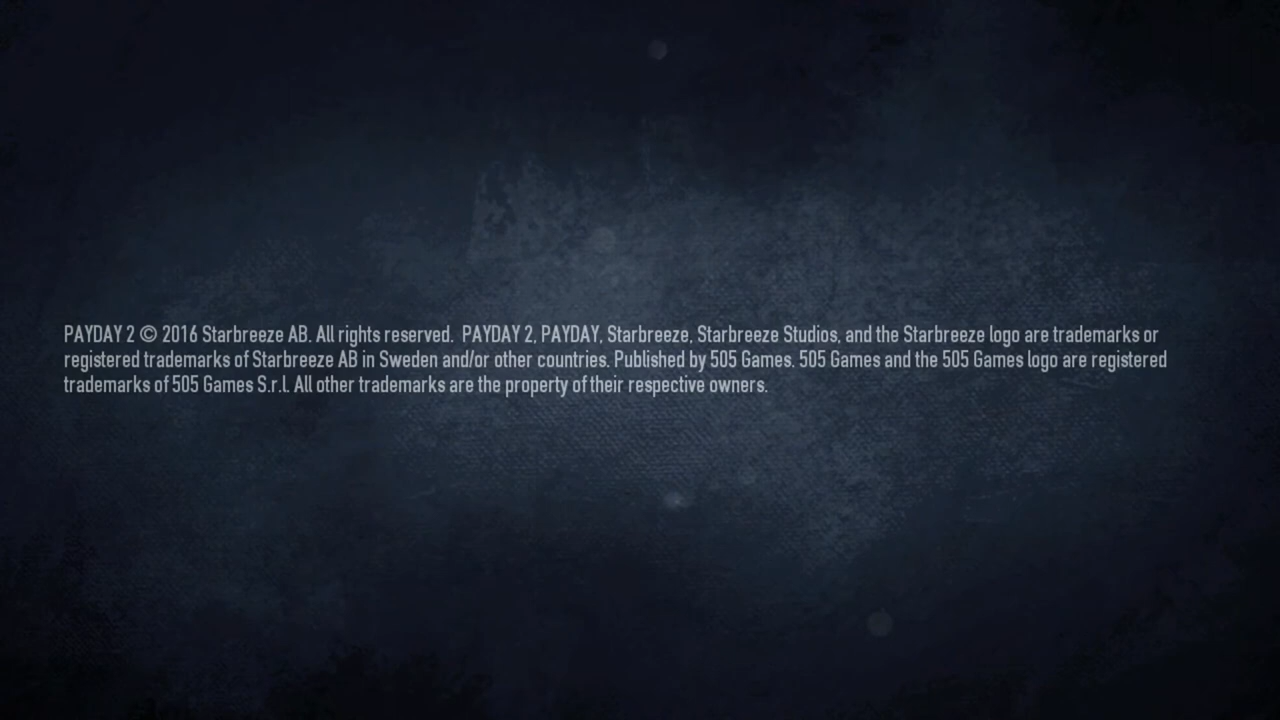 PAYDAY 2 © 2016 Starbreeze AB. All rights reserved.  PAYDAY 2, PAYDAY, Starbreeze, Starbreeze Studios, and the Starbreeze logo are trademarks or
registered trademarks of Starbreeze AB in Sweden and/or other countries. Published by 505 Games. 505 Games and the 505 Games logo are registered
trademarks of 505 Games S.r.l. All other trademarks are the property of their respective owners.